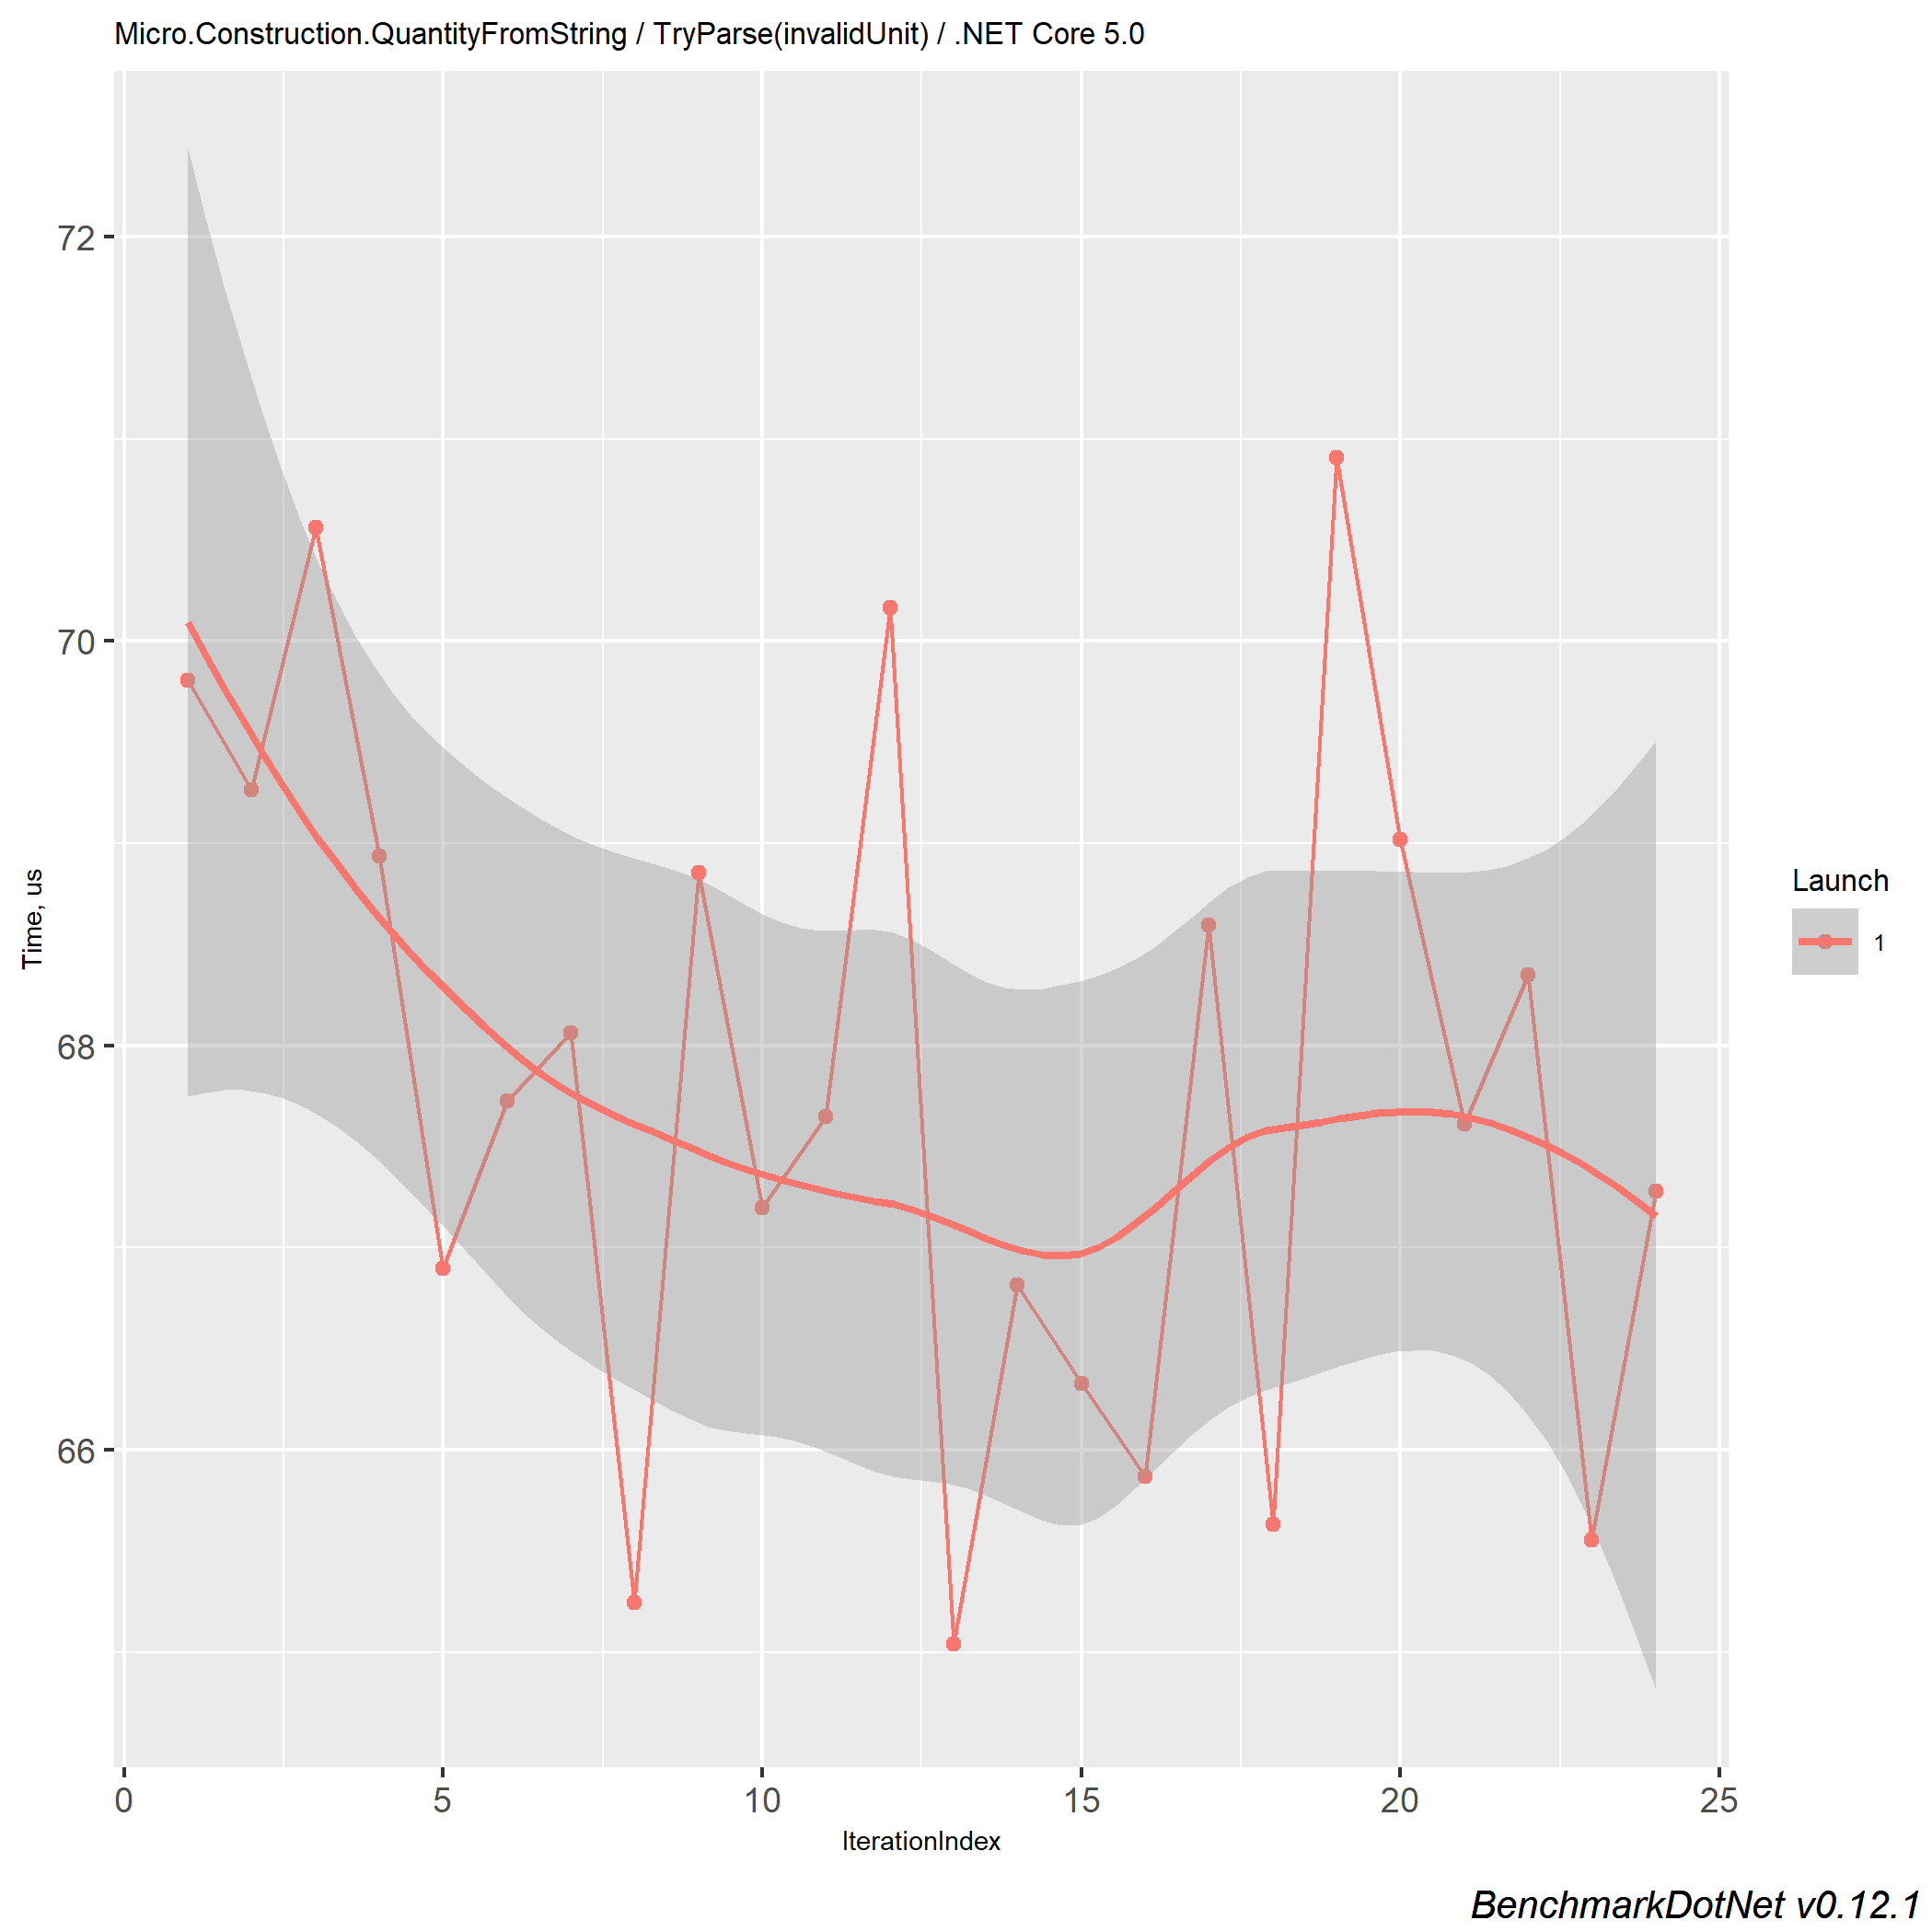 Micro.Construction.QuantityFromString / TryParse(invalidUnit) / .NET Core 5.0
72
70
68
66
Time, us
0 5 10 15 20 25
IterationIndex
Launch
1
BenchmarkDotNet v0.12.1